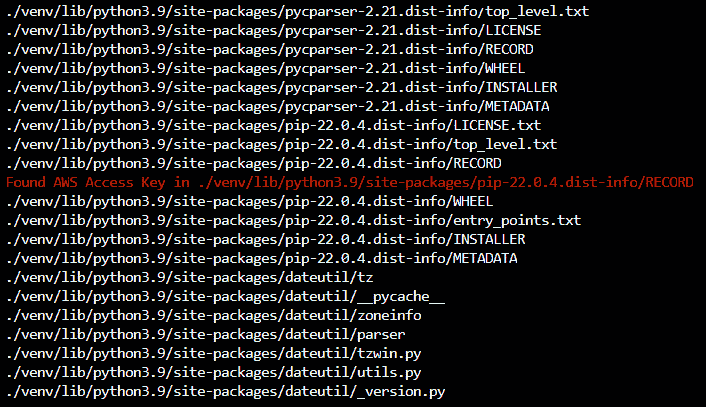 ./venv/lib/python3.9/site-packages/pycparser-2.21.dist-info/top_level.txt
./venv/lib/python3.9/site-packages/pycparser-2.21.dist-info/LICENSE
./venv/lib/python3.9/site-packages/pycparser-2.21.dist-info/RECORD
./venv/lib/python3.9/site-packages/pycparser-2.21.dist-info/WHEEL
./venv/lib/python3.9/site-packages/pycparser-2.21.dist-info/INSTALLER
./venv/lib/python3.9/site-packages/pycparser-2.21.dist-info/METADATA
./venv/lib/python3.9/site-packages/pip-22.0.4.dist-info/LICENSE.txt
./venv/lib/python3.9/site-packages/pip-22.0.4.dist-info/top_level.txt
./venv/lib/python3.9/site-packages/pip-22.0.4.dist-info/RECORD
Found AWS Access Key in ./venv/lib/python3.9/site-packages/pip-22.0.4.dist-info/RECORD
./venv/lib/python3.9/site-packages/pip-22.0.4.dist-info/WHEEL
./venv/lib/python3.9/site-packages/pip-22.0.4.dist-info/entry_points.txt
./venv/lib/python3.9/site-packages/pip-22.0.4.dist-info/INSTALLER
./venv/lib/python3.9/site-packages/pip-22.0.4.dist-info/METADATA
./venv/lib/python3.9/site-packages/dateutil/tz
./venv/lib/python3.9/site-packages/dateutil/__pycache__
./venv/lib/python3.9/site-packages/dateutil/zoneinfo
./venv/lib/python3.9/site-packages/dateutil/parser
./venv/lib/python3.9/site-packages/dateutil/tzwin.py
./venv/lib/python3.9/site-packages/dateutil/utils.py
./venv/lib/python3.9/site-packages/dateutil/_version.py